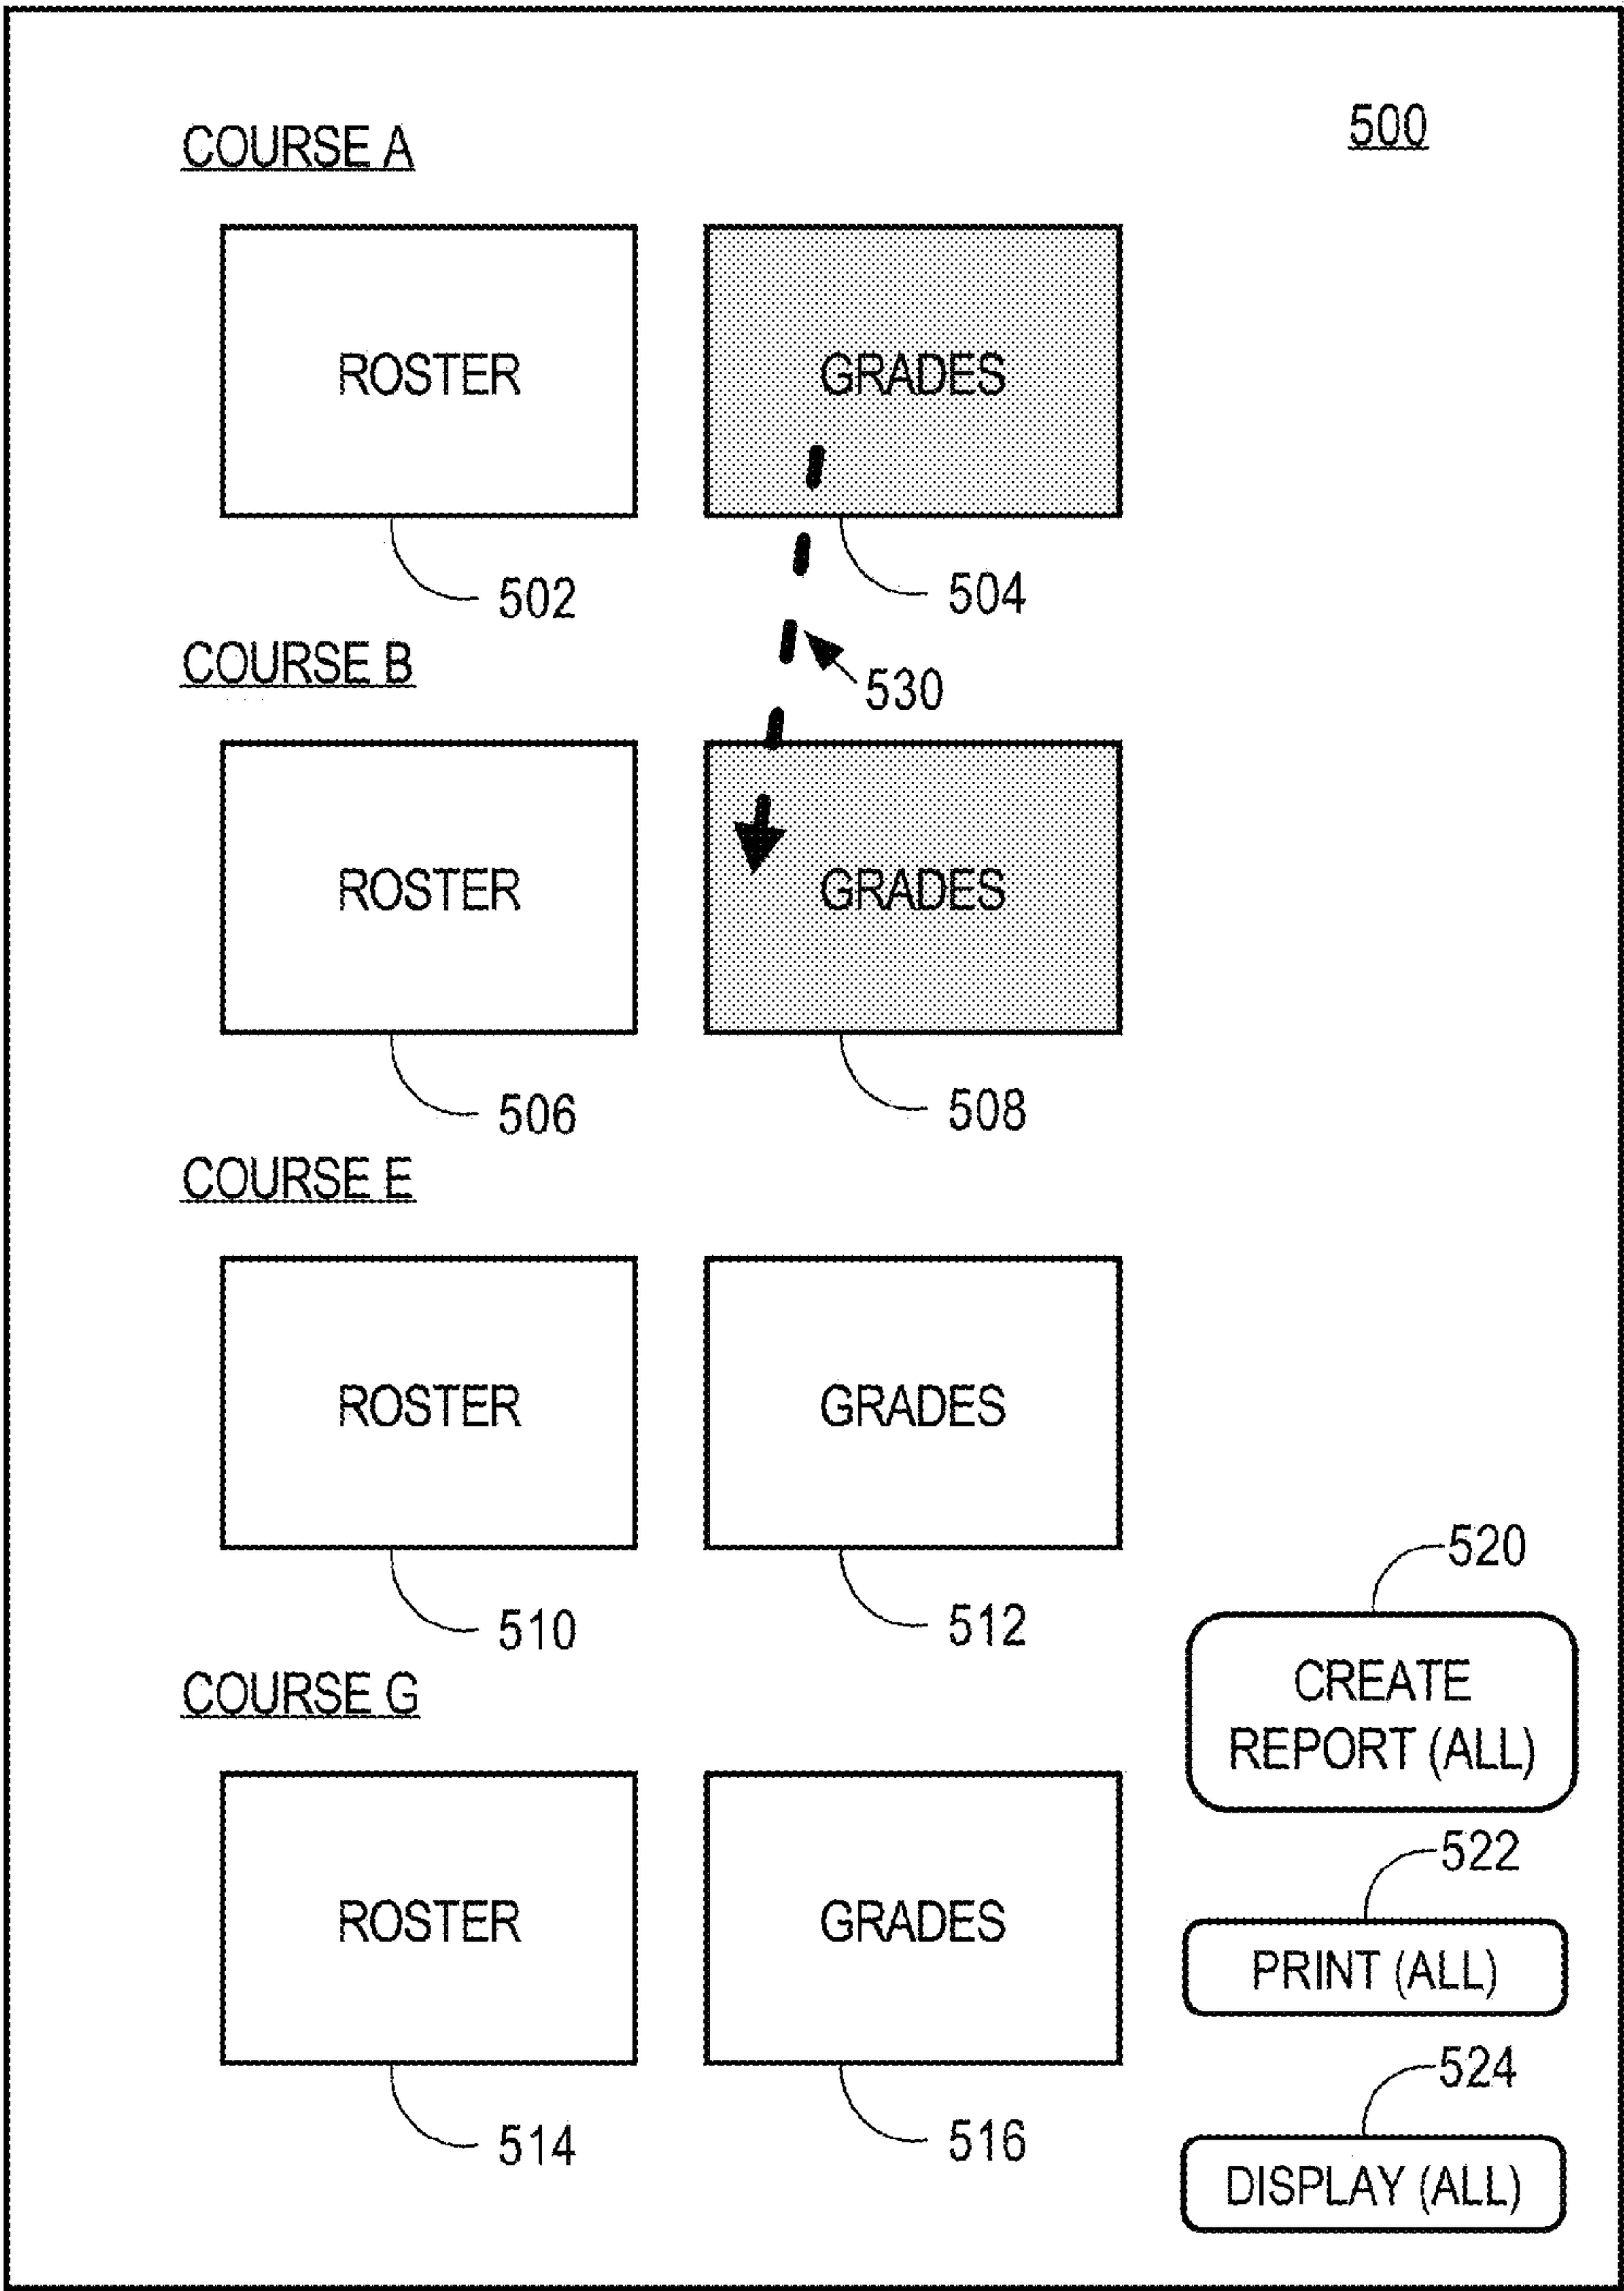 500
COURSE A
ROSTER
GRADES
502
504
530
COURSE B
ROSTER
GRADES
506
508
COURSE E
ROSTER
GRADES
510
512
COURSE G
ROSTER
GRADES
514
516
520
CREATE
REPORT (ALL)
522
PRINT (ALL)
524
DISPLAY (ALL)